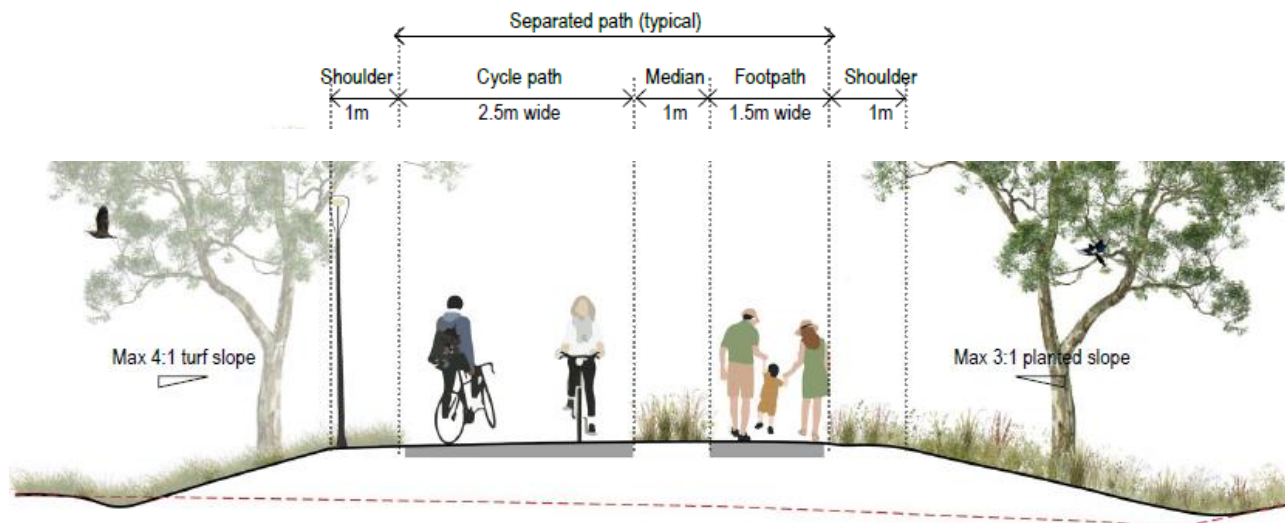 Separated path (typical)
Shoulder Cycle path Median Footpath Shoulder
1m 2.5m wide 1m 1.5m wide 1m
Max 4:1 turf slope Max 3:1 planted slope